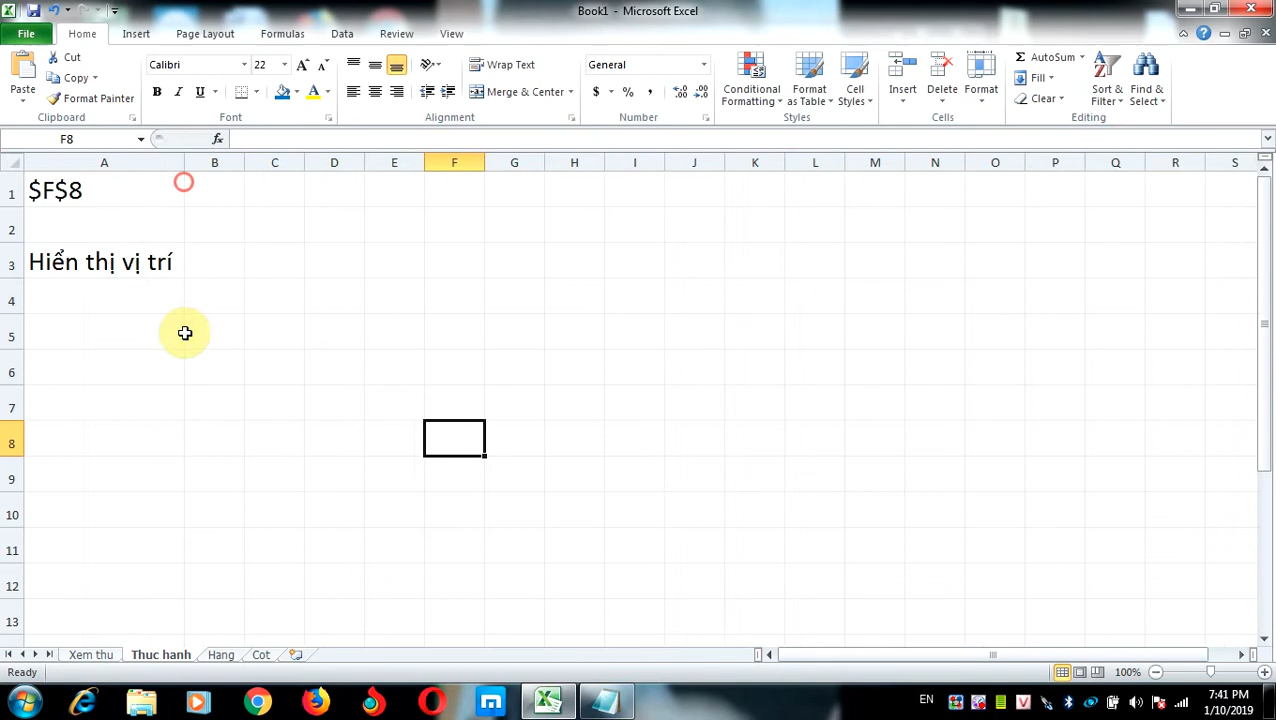 Book1 - Microsoft Excel
File Home Insert Page Layout Formulas Data Review View
Paste Cut Copy Format Painter
Calibri 22
B I U
Wrap Text
Merge & Center
General
$ % ,
Conditional Formatting
Format as Table
Cell Styles
Insert Delete Format
AutoSum
Fill
Clear
Sort & Filter
Find & Select
Clipboard Font Alignment Number Styles Cells Editing
F8 fx
A B C D E F G H I J K L M N O P Q R S
1 $F$8
2
3 Hiển thị vị trí
4
5
6
7
8
9
10
11
12
13
Xem thu Thuc hanh Hang Cot
Ready 100%
EN 7:41 PM
1/10/2019